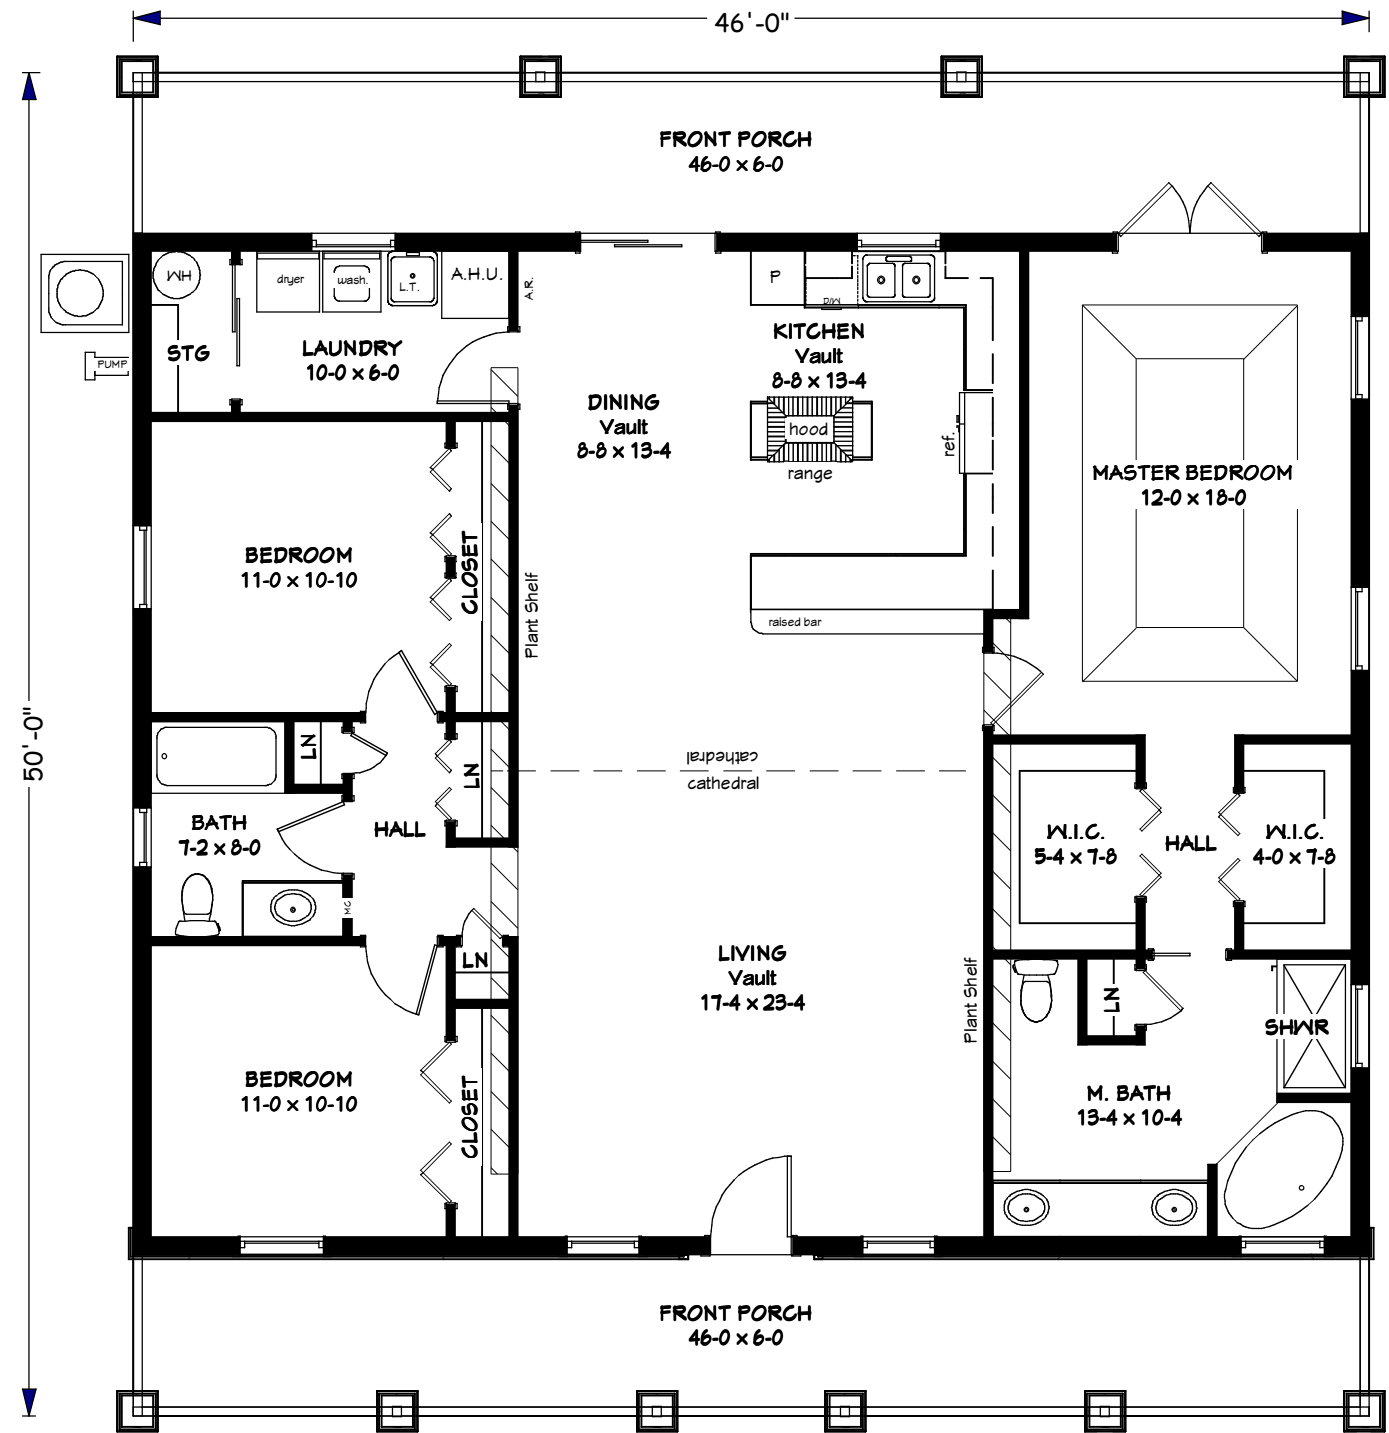 46'-0"
FRONT PORCH
46-0 x 6-0
WH
dryer
wash.
L.T.
A.H.U.
A.R.
P
D/W
STG
LAUNDRY
10-0 x 6-0
PUMP
KITCHEN
Vault
8-8 x 13-4
DINING
Vault
8-8 x 13-4
hood
range
ref.
MASTER BEDROOM
12-0 x 18-0
BEDROOM
11-0 x 10-10
CLOSET
Plant Shelf
raised bar
50'-0"
LN
LN
cathedral
cathedral
BATH
7-2 x 8-0
HALL
W.I.C.
5-4 x 7-8
HALL
W.I.C.
4-0 x 7-8
MC
LN
LIVING
Vault
17-4 x 23-4
Plant Shelf
LN
SHWR
BEDROOM
11-0 x 10-10
CLOSET
M. BATH
13-4 x 10-4
FRONT PORCH
46-0 x 6-0